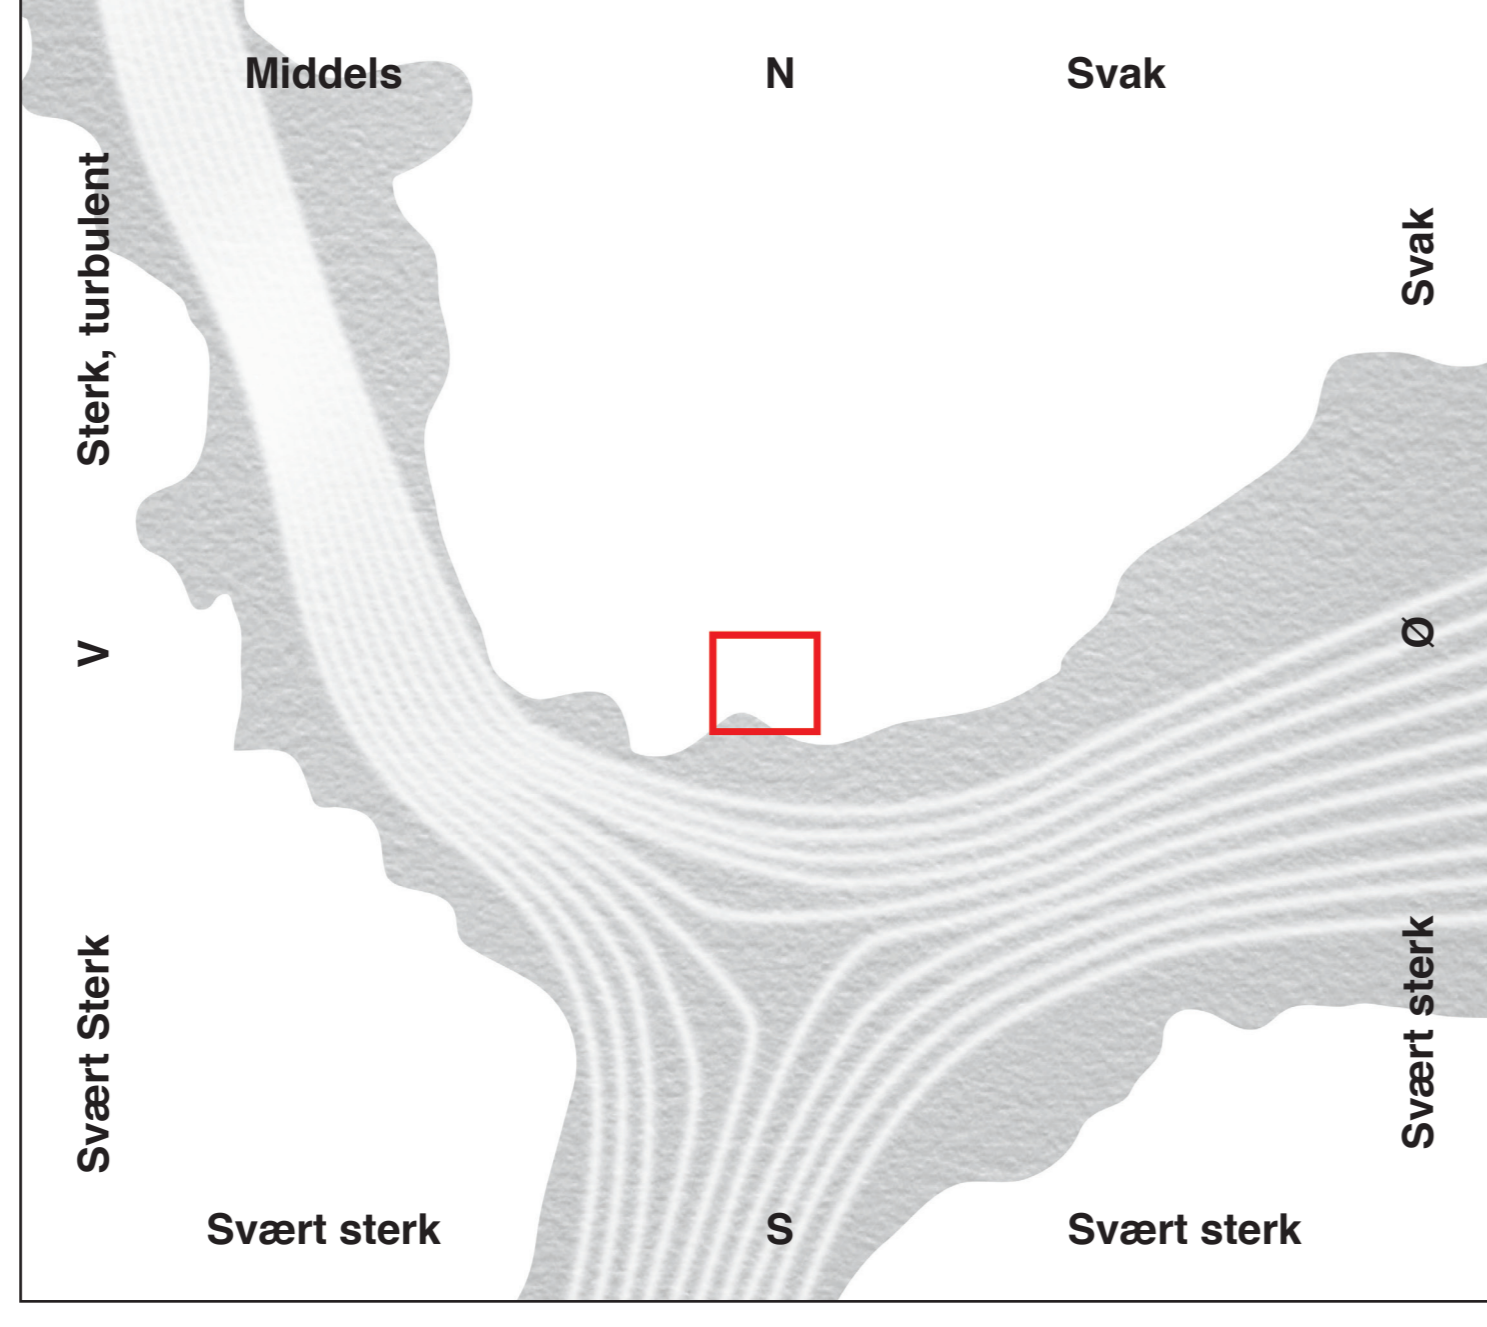 Middels
N
Svak
Sterk, turbulent
Svak
V
Ø
Svært Sterk
Svært sterk
Svært sterk
S
Svært sterk